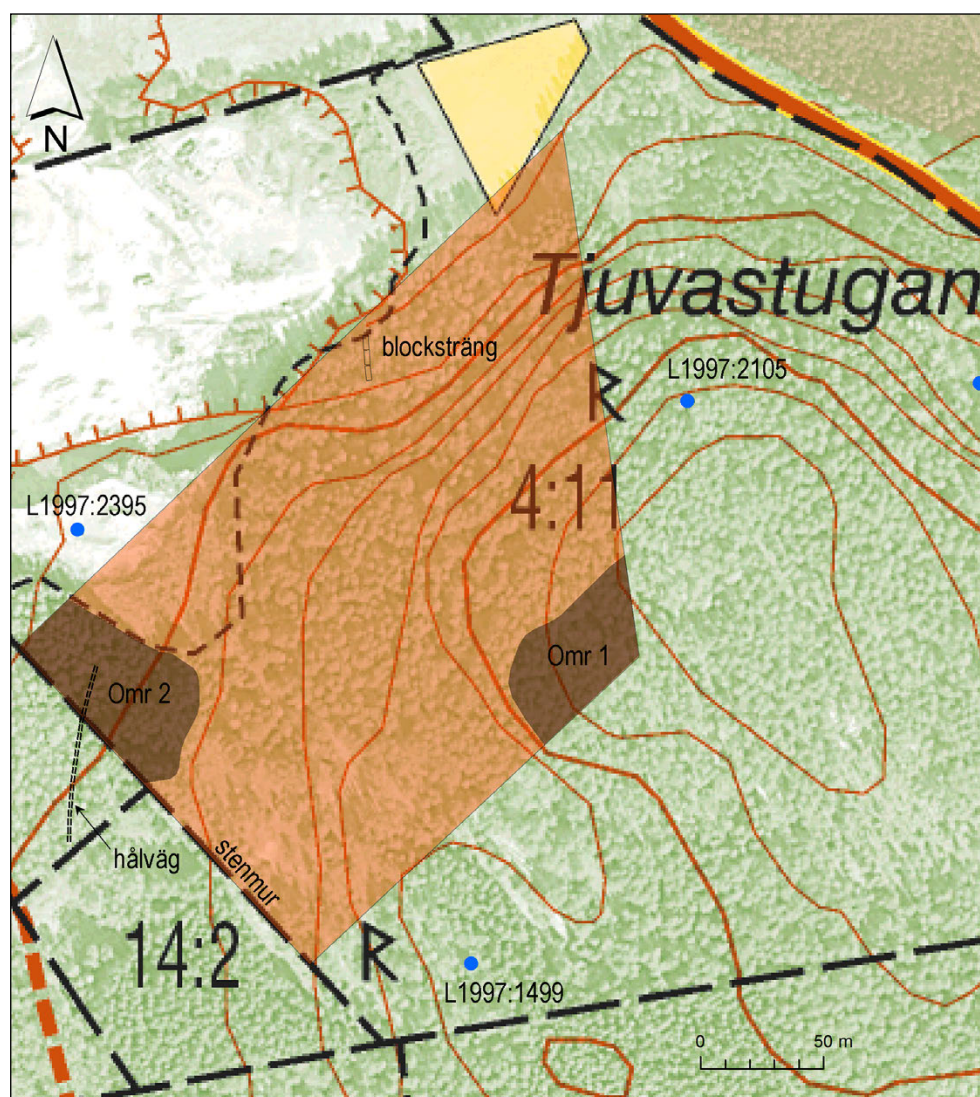 N
Tjuvastugan
blocksträng
L1997:2105
R
4:11
L1997:2395
Omr 1
Omr 2
hålväg
stenmur
14:2
R
L1997:1499
0 50 m